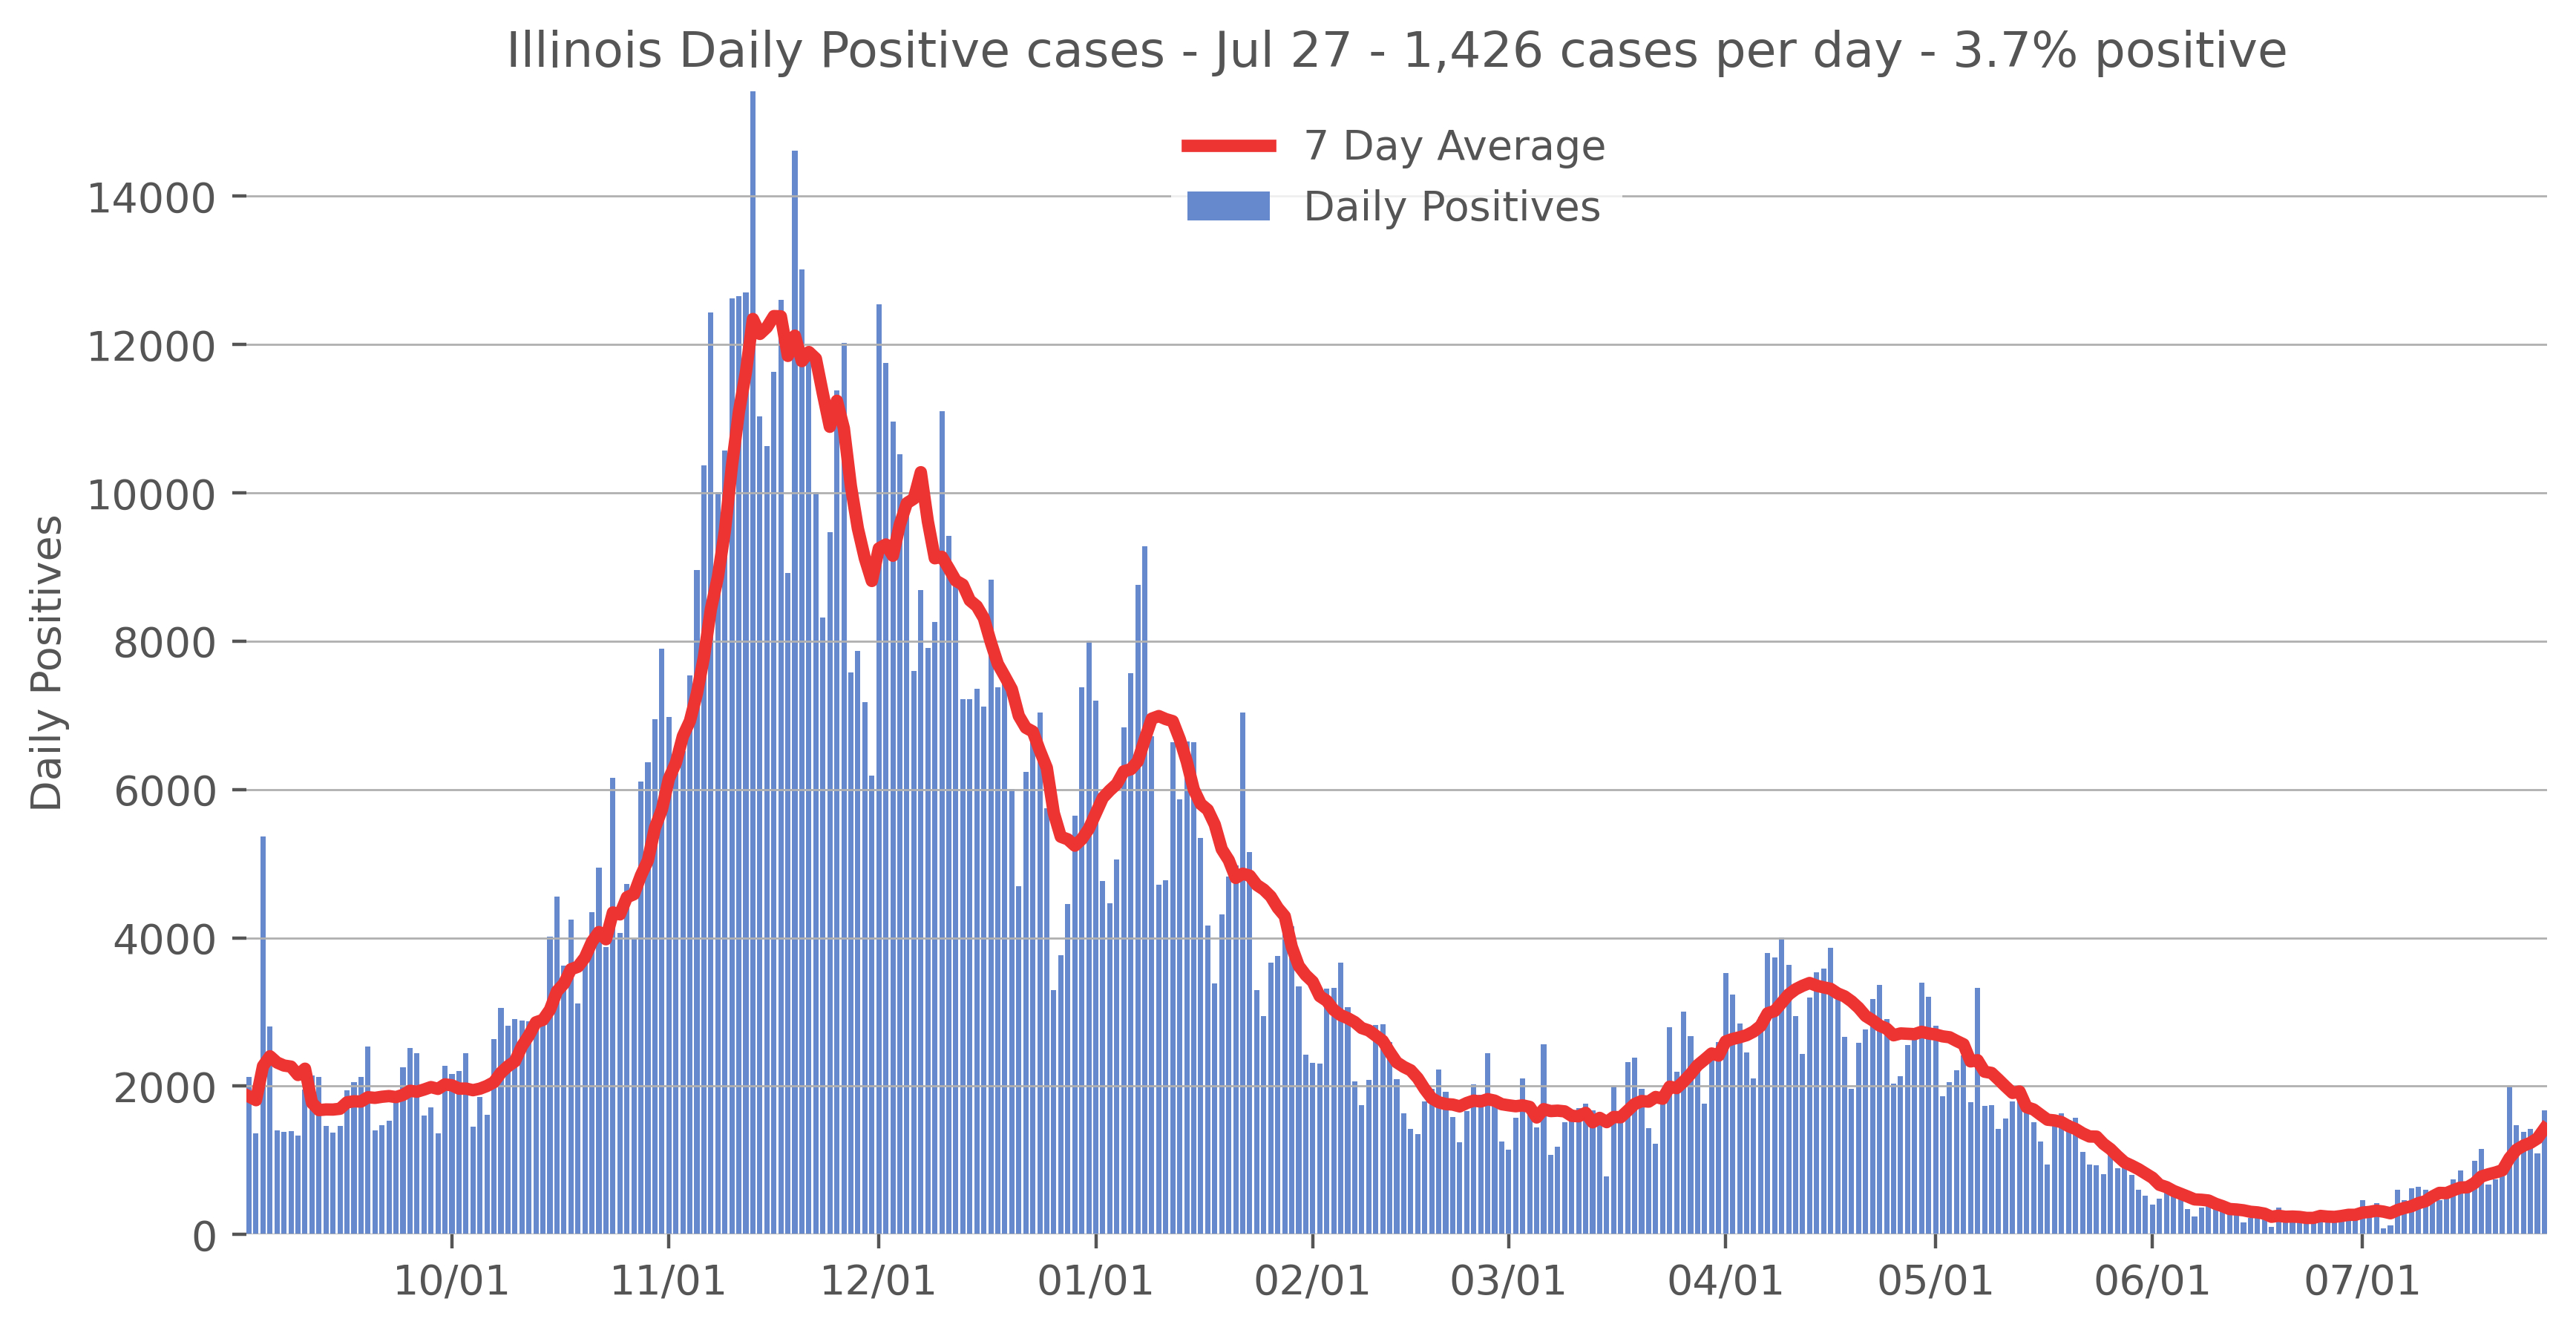 Illinois Daily Positive cases - Jul 27 - 1,426 cases per day - 3.7% positive
7 Day Average
Daily Positives
14000
12000
10000
8000
6000
4000
2000
0
Daily Positives
10/01 11/01 12/01 01/01 02/01 03/01 04/01 05/01 06/01 07/01